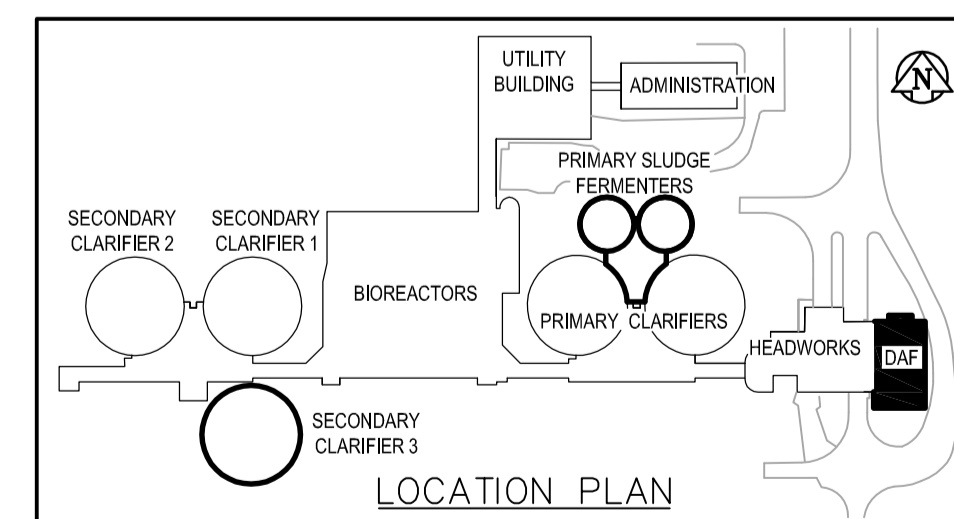 UTILITY
BUILDING
ADMINISTRATION
N
PRIMARY SLUDGE
FERMENTERS
SECONDARY
CLARIFIER 2
SECONDARY
CLARIFIER 1
BIOREACTORS
PRIMARY CLARIFIERS
HEADWORKS
DAF
SECONDARY
CLARIFIER 3
LOCATION PLAN